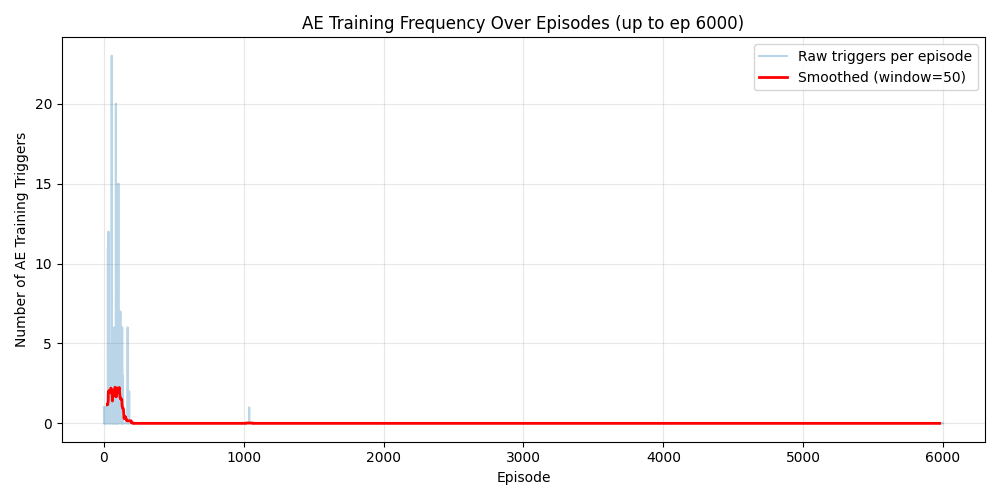 AE Training Frequency Over Episodes (up to ep 6000)
Raw triggers per episode
Smoothed (window=50)
Number of AE Training Triggers
20
15
10
5
0
0 1000 2000 3000 4000 5000 6000
Episode